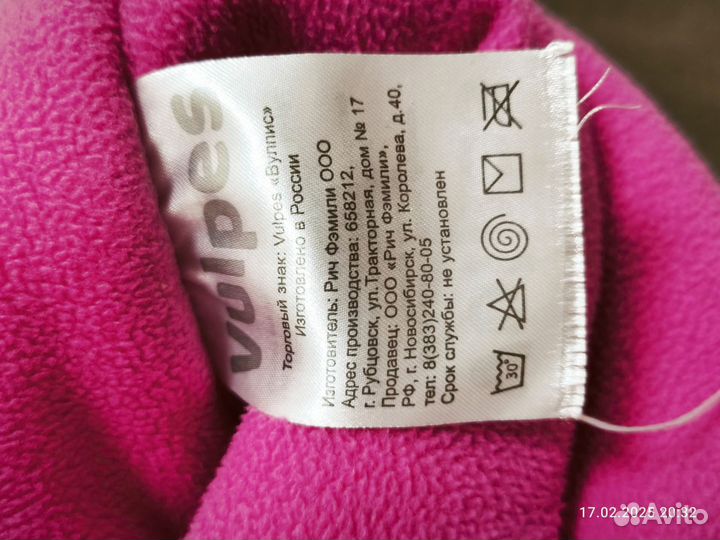 vulpes
Торговый знак: Vulpes «Вулпис»
Изготовлено в России
Изготовитель: Рич Фэмили ООО
Адрес производства: 658212,
г. Рубцовск, ул.Тракторная, дом № 17
Продавец: ООО «Рич Фэмили»,
РФ, г. Новосибирск, ул. Королева, д.40,
тел: 8(383)240-80-05
Срок службы: не установлен
30°
17.02.2025 20:32
Avito